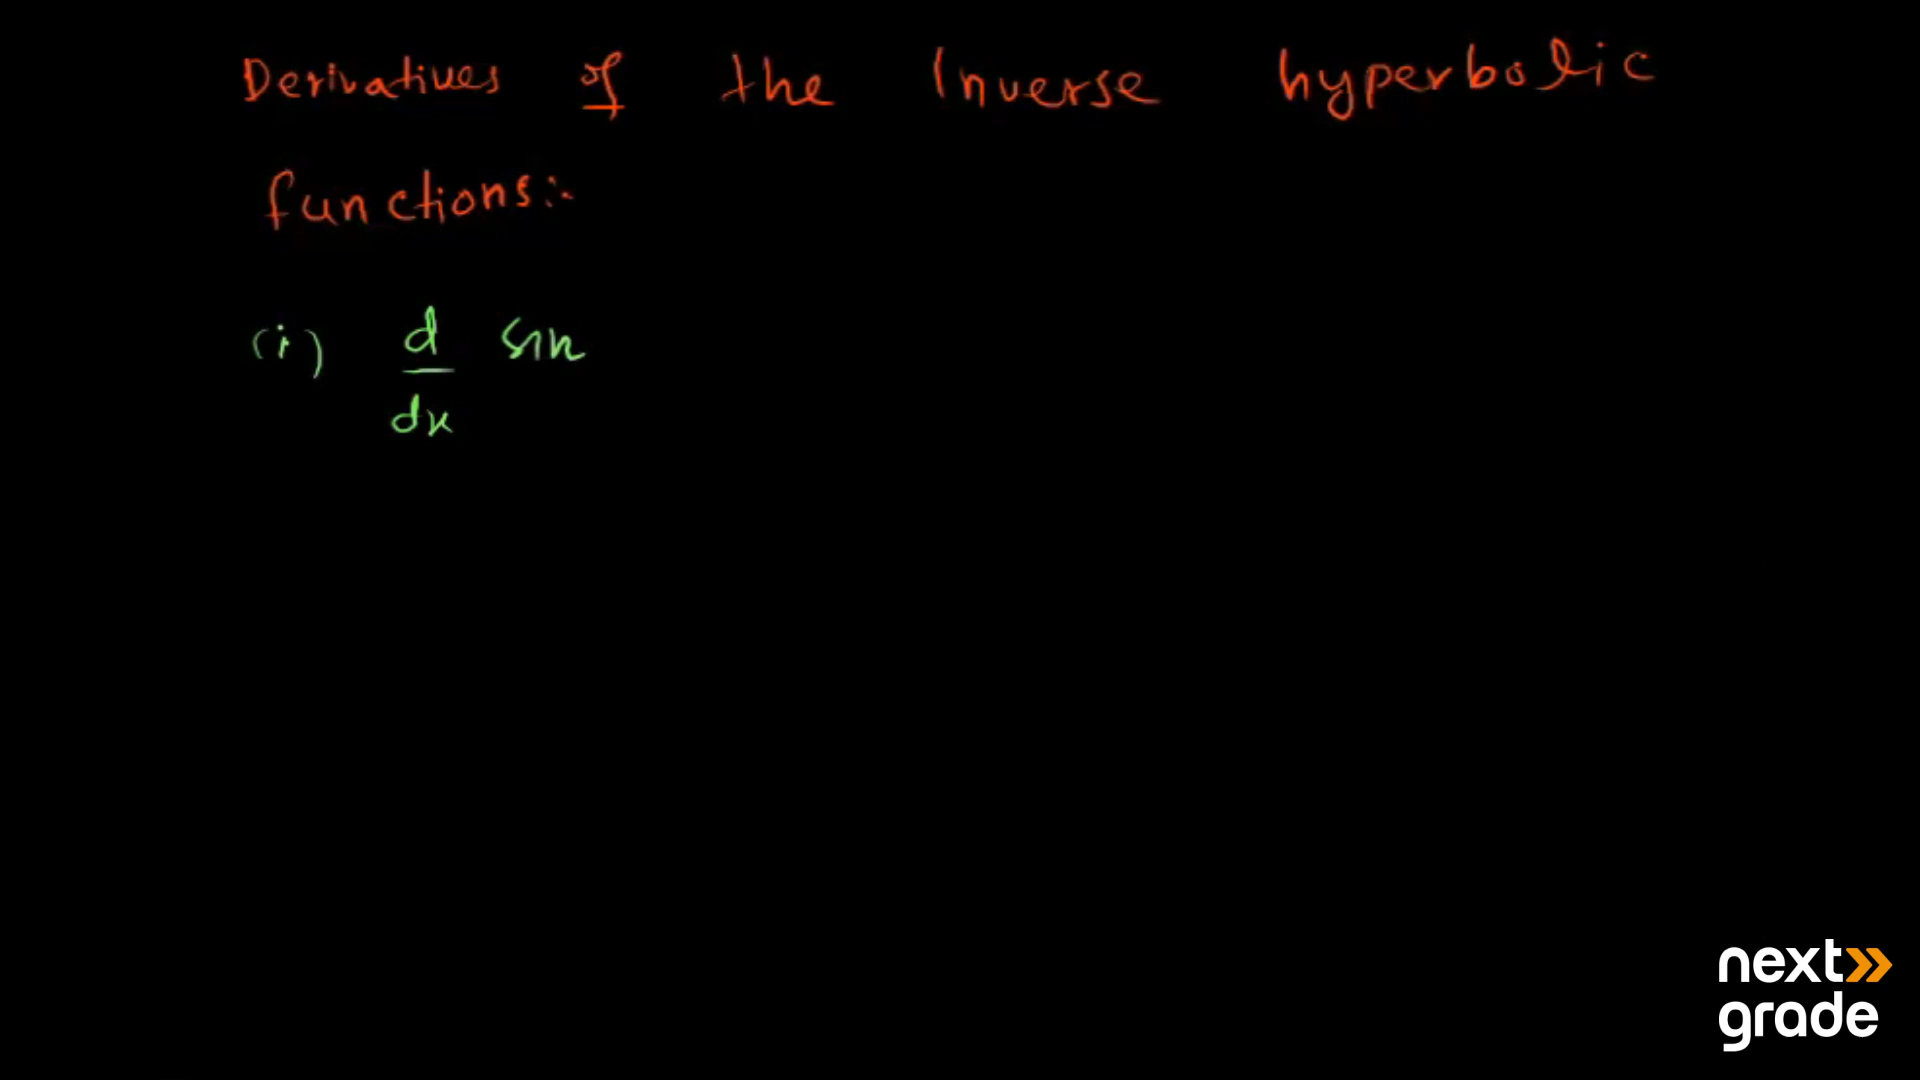 Derivatives of the Inverse hyperbolic
functions:-
(i) d/dx sin
next
grade